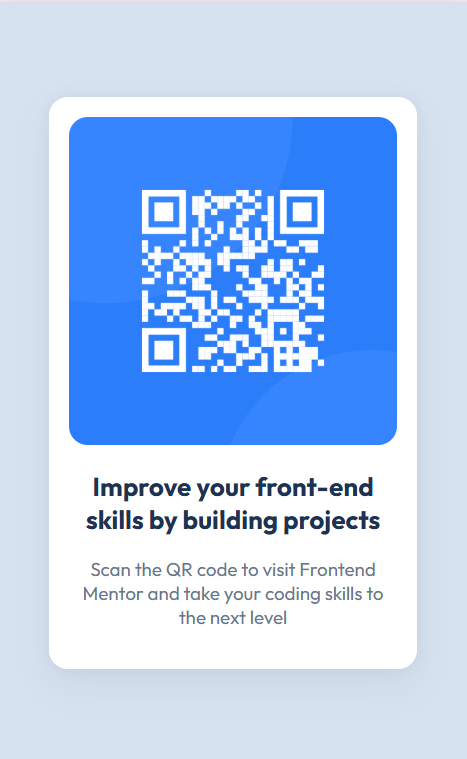 Improve your front-end
skills by building projects
Scan the QR code to visit Frontend
Mentor and take your coding skills to
the next level